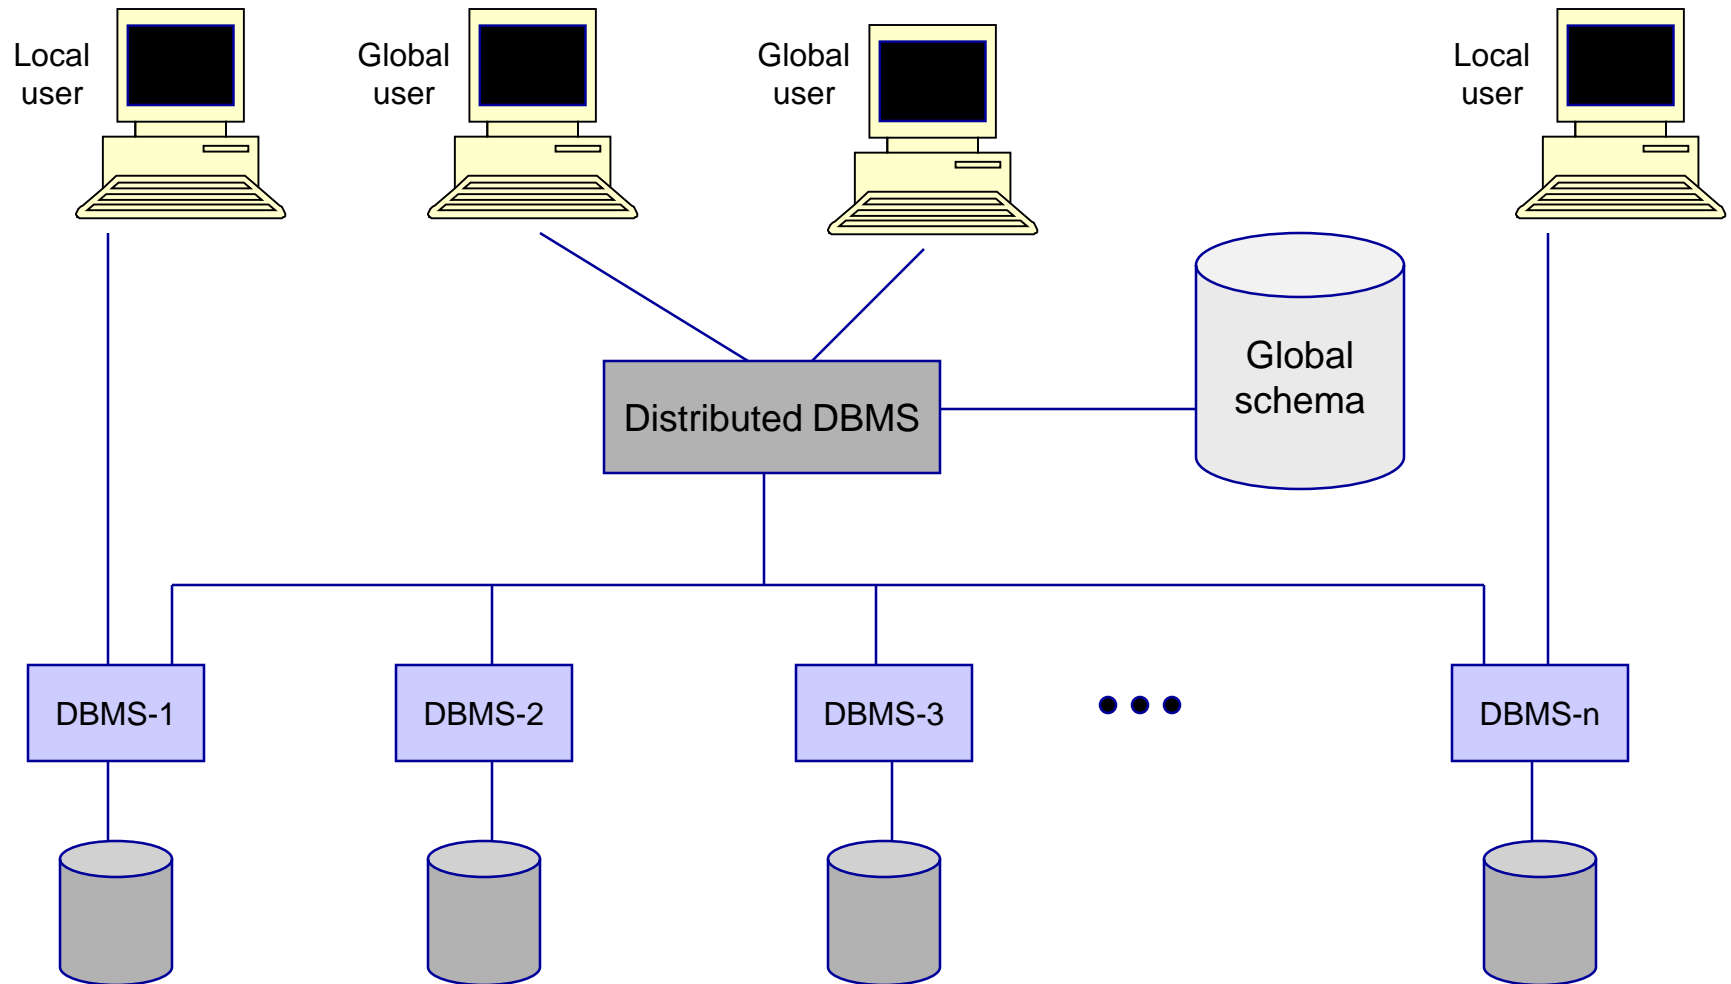 Local
user
Global
user
Global
user
Local
user
Global
schema
Distributed DBMS
DBMS-1
DBMS-2
DBMS-3
DBMS-n